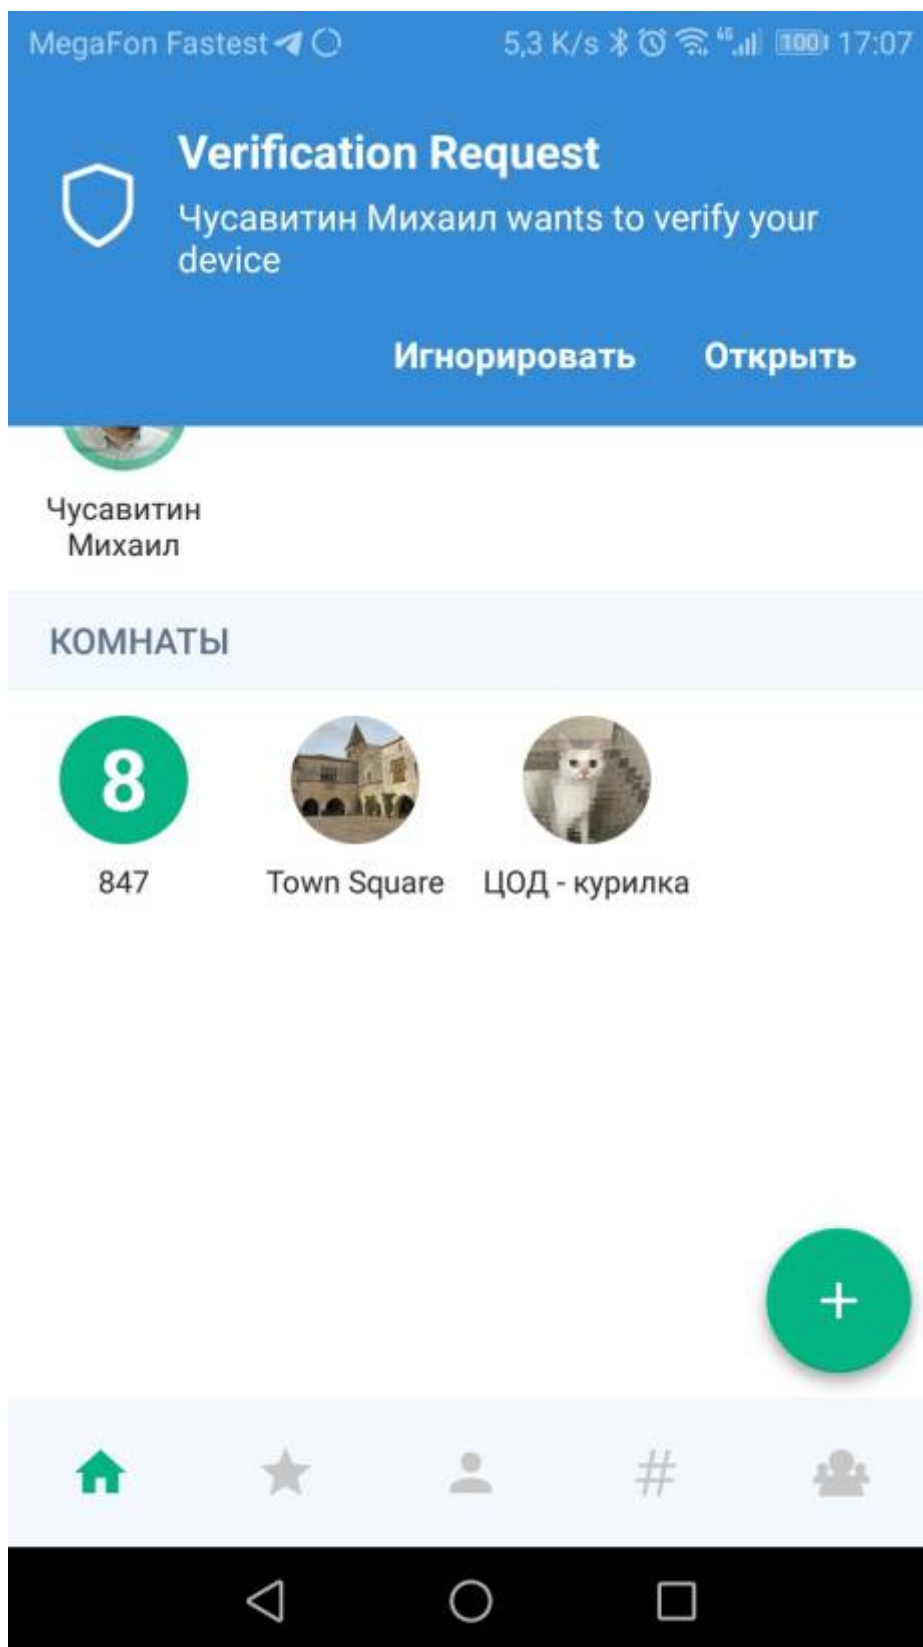 MegaFon Fastest 5,3 K/s 4G 100 17:07
Verification Request
Чусавитин Михаил wants to verify your
device
Игнорировать Открыть
Чусавитин
Михаил
КОМНАТЫ
8
847 Town Square ЦОД - курилка
+
#